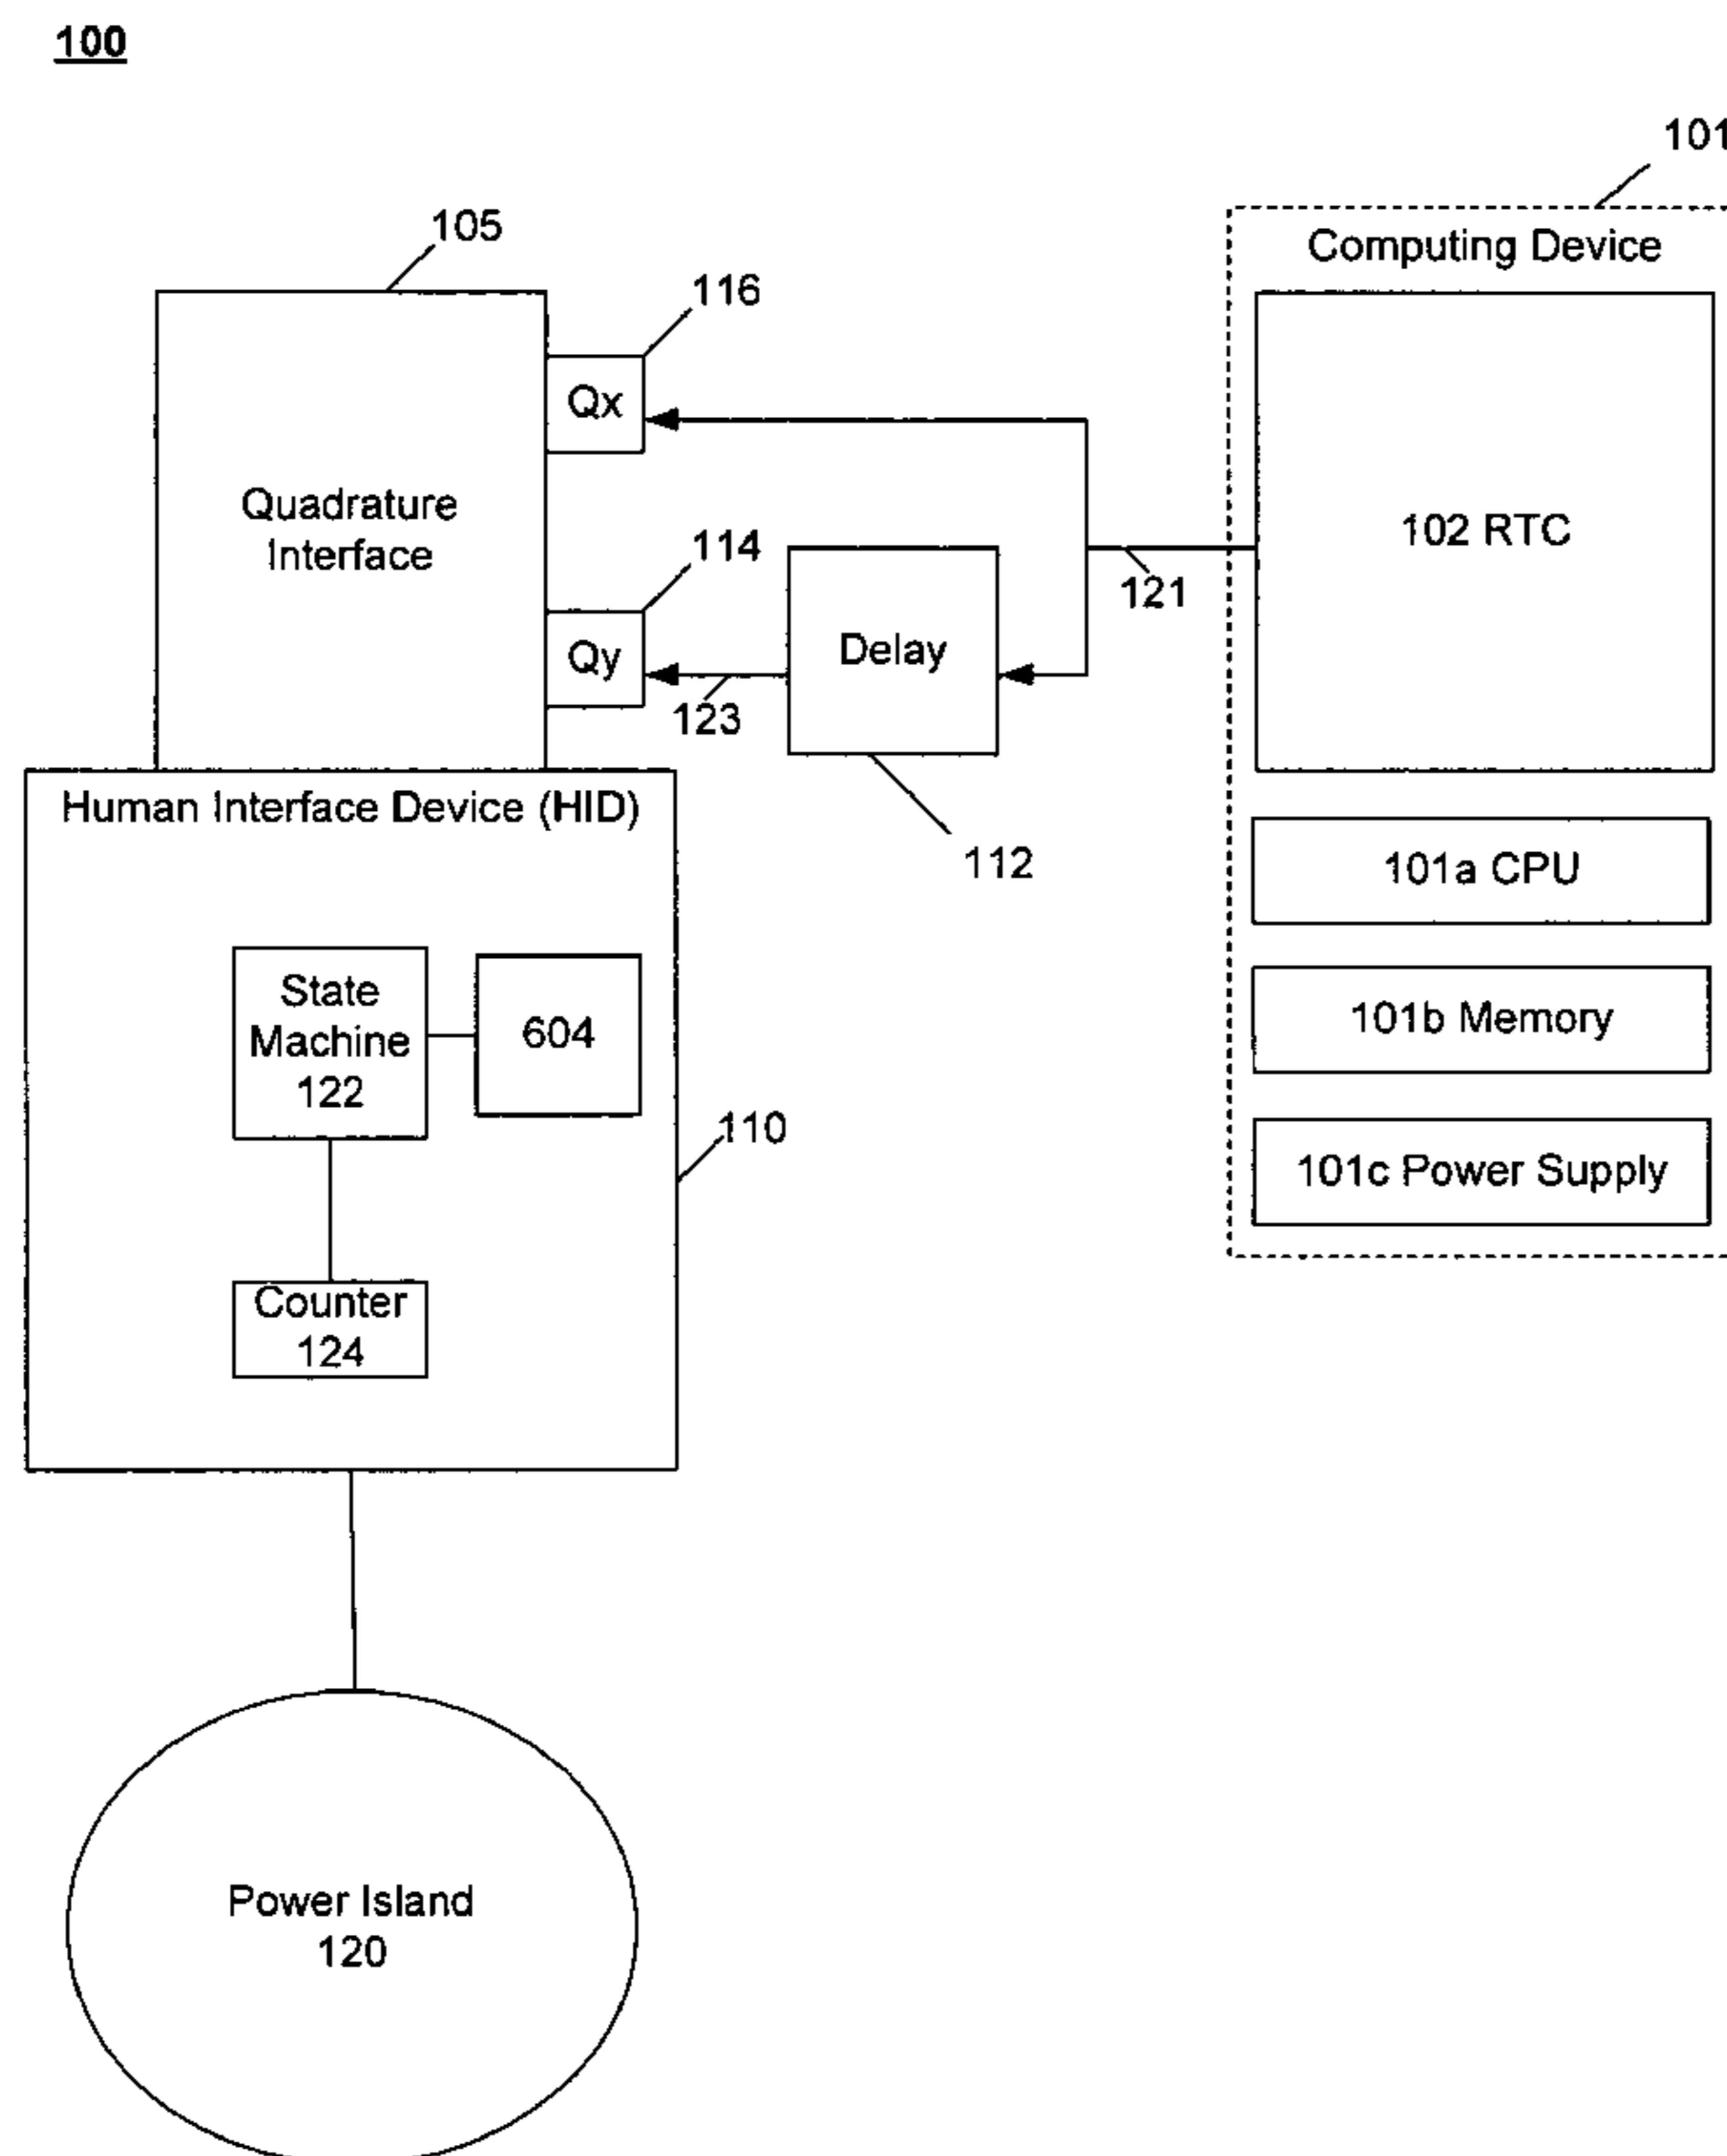 100
101
105
Computing Device
116
Qx
Quadrature
Interface
102 RTC
114
121
Delay
Qy
123
Human Interface Device (HID)
112
101a CPU
State
Machine
122
604
101b Memory
110
101c Power Supply
Counter
124
Power Island
120